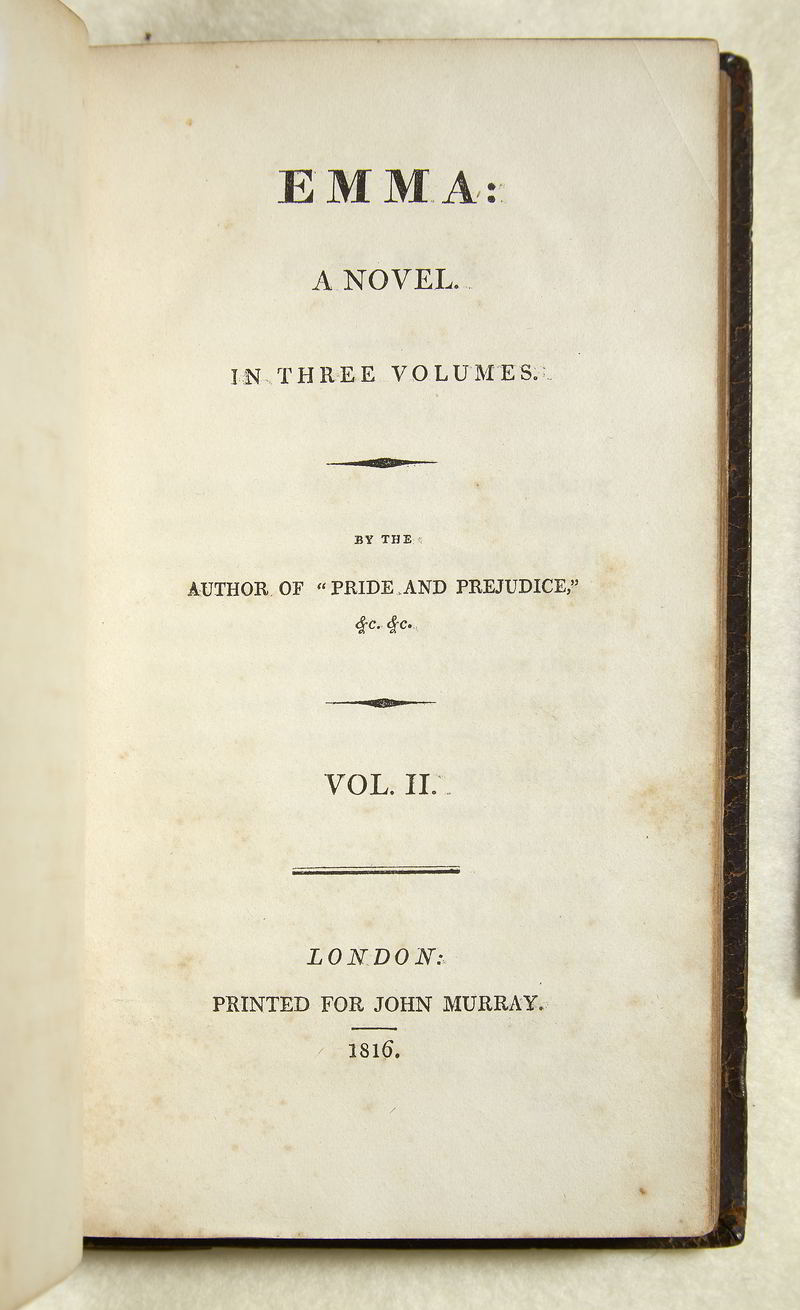 EMMA:
A NOVEL.
IN THREE VOLUMES.
BY THE
AUTHOR OF “PRIDE AND PREJUDICE,”
&c. &c.
VOL. II.
LONDON:
PRINTED FOR JOHN MURRAY.
1816.